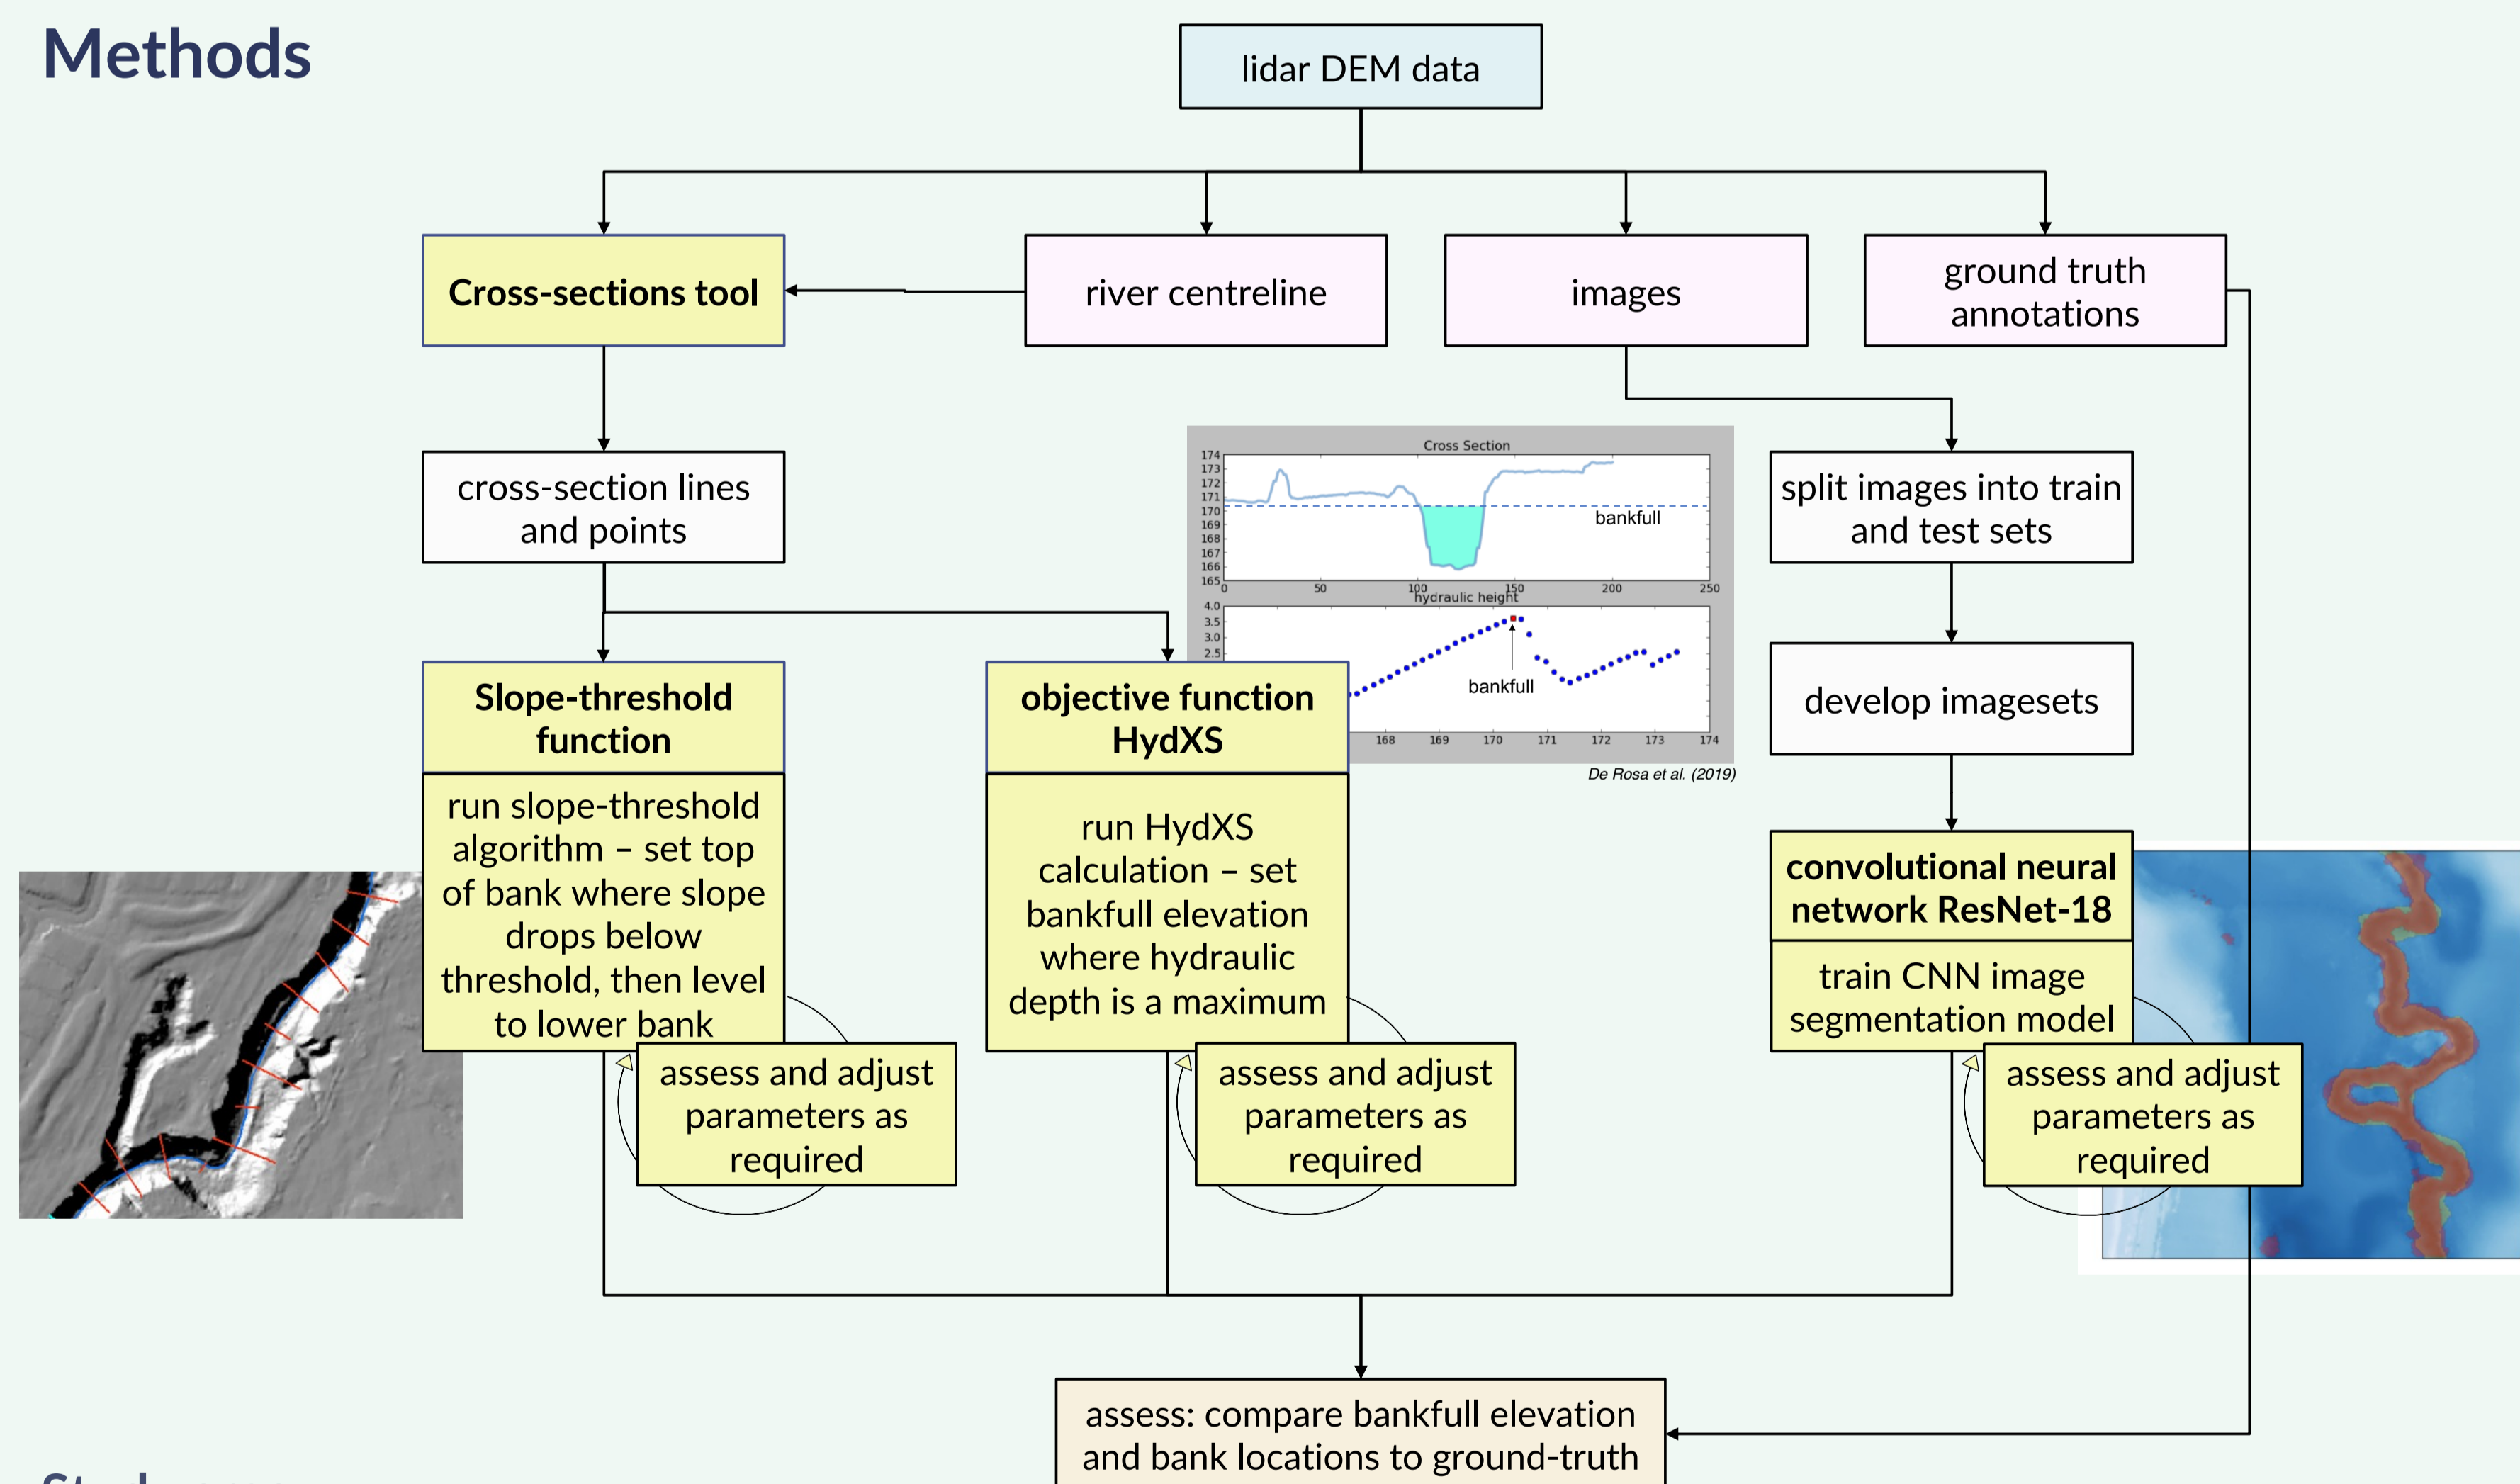 Methods
lidar DEM data
Cross-sections tool
river centreline
images
ground truth
annotations
cross-section lines
and points
Cross Section
174
173
172
171
170
169
168
167
166
165
0
50
100
150
200
250
bankfull
hydraulic height
4.0
3.5
3.0
2.5
bankfull
168
169
170
171
172
173
174
De Rosa et al. (2019)
split images into train
and test sets
develop imagesets
Slope-threshold
function
run slope-threshold
algorithm – set top
of bank where slope
drops below
threshold, then level
to lower bank
assess and adjust
parameters as
required
objective function
HydXS
run HydXS
calculation – set
bankfull elevation
where hydraulic
depth is a maximum
assess and adjust
parameters as
required
convolutional neural
network ResNet-18
train CNN image
segmentation model
assess and adjust
parameters as
required
assess: compare bankfull elevation
and bank locations to ground-truth